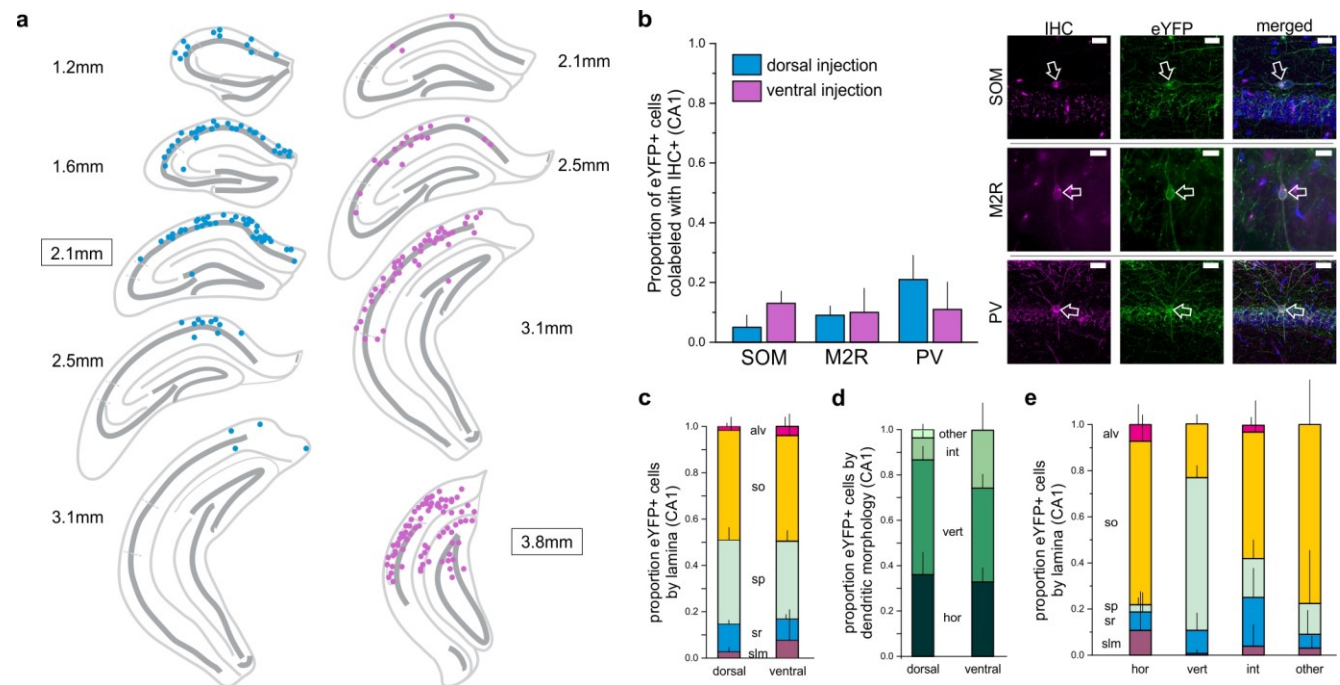 a
1.2mm
1.6mm
2.1mm
2.5mm
3.1mm
2.1mm
2.5mm
3.1mm
3.8mm
b
Proportion of eYFP+ cells
colabeled with IHC+ (CA1)
1.0
0.8
0.6
0.4
0.2
0.0
dorsal injection
ventral injection
SOM
M2R
PV
IHC
eYFP
merged
SOM
M2R
PV
c
proportion eYFP+ cells
by lamina (CA1)
1.0
0.8
0.6
0.4
0.2
0.0
alv
so
sp
sr
slm
dorsal
ventral
d
proportion eYFP+ cells by
dendritic morphology (CA1)
1.0
0.8
0.6
0.4
0.2
0.0
other
int
vert
hor
dorsal
ventral
e
proportion eYFP+ cells
by lamina (CA1)
1.0
0.8
0.6
0.4
0.2
0.0
alv
so
sp
sr
slm
hor
vert
int
other